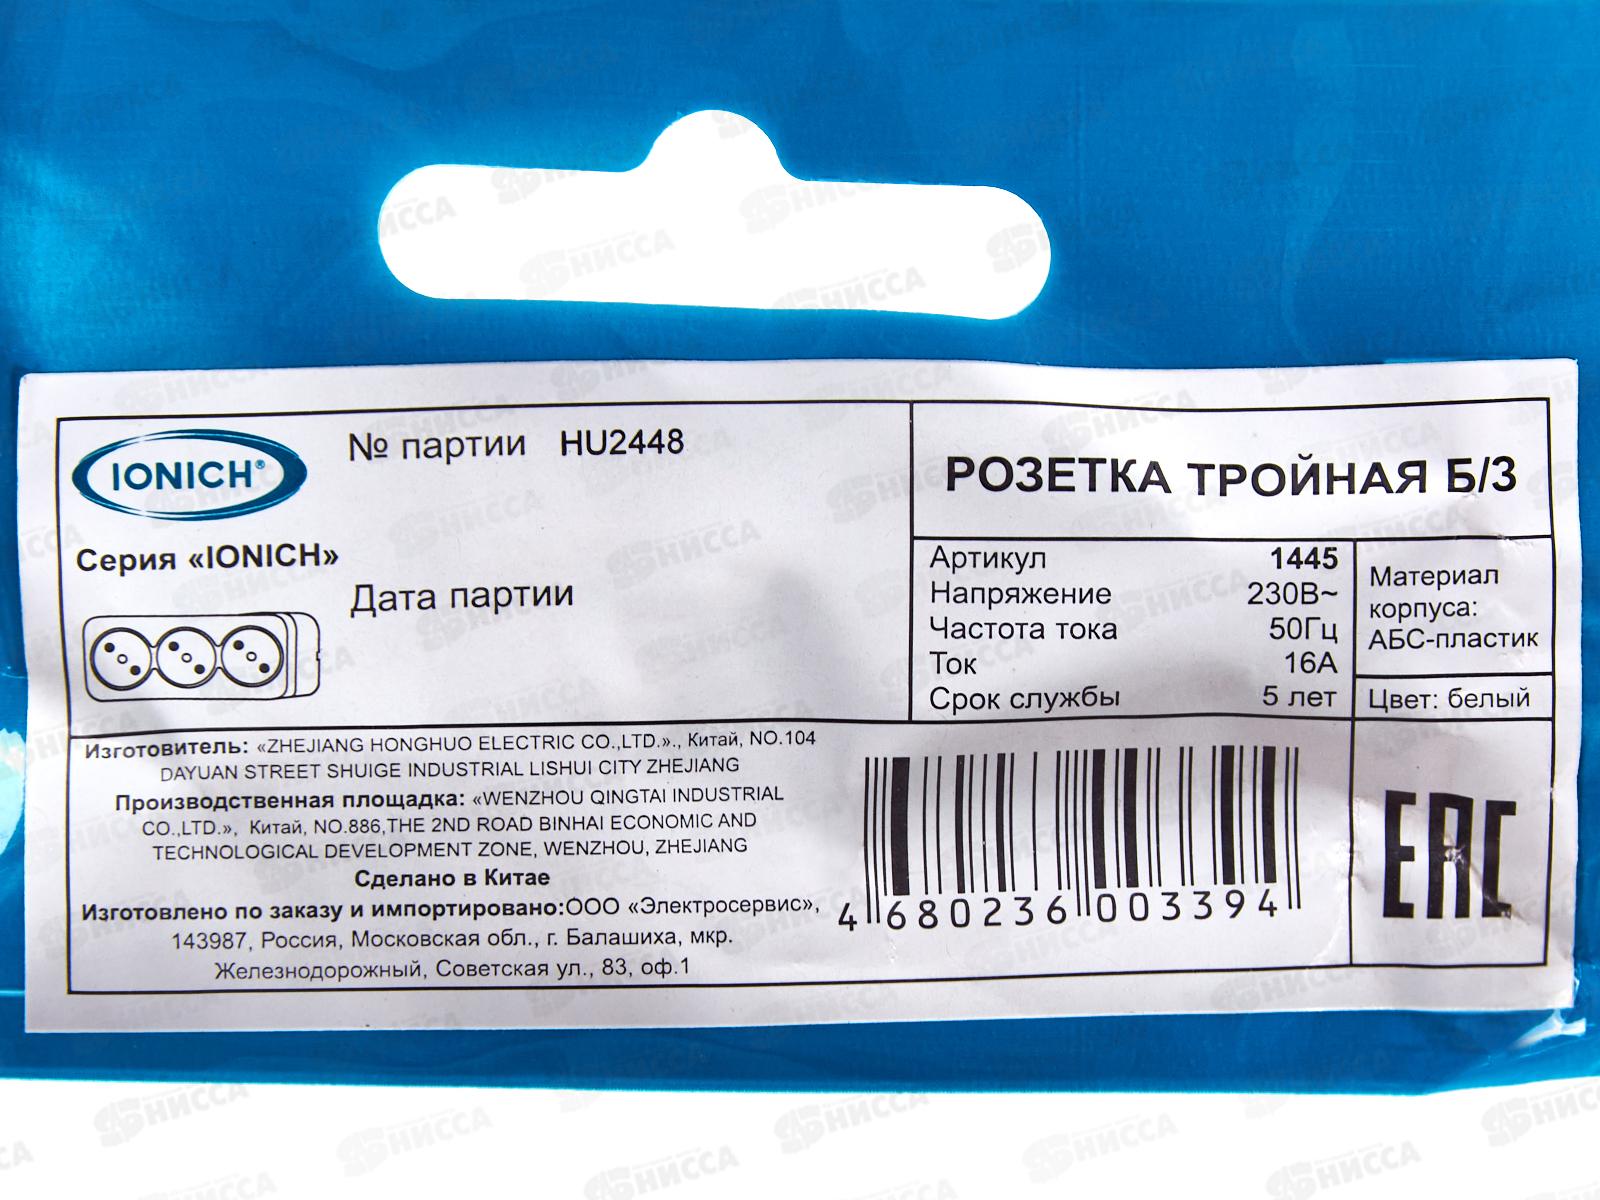 IONICH®
№ партии HU2448
Серия «IONICH»
Дата партии
РОЗЕТКА ТРОЙНАЯ Б/З
Артикул 1445
Напряжение 230В~
Частота тока 50Гц
Ток 16А
Срок службы 5 лет
Материал
корпуса:
АБС-пластик
Цвет: белый
Изготовитель: «ZHEJIANG HONGHUO ELECTRIC CO.,LTD.»., Китай, NO.104
DAYUAN STREET SHUIGE INDUSTRIAL LISHUI CITY ZHEJIANG
Производственная площадка: «WENZHOU QINGTAI INDUSTRIAL
CO.,LTD.», Китай, NO.886,THE 2ND ROAD BINHAI ECONOMIC AND
TECHNOLOGICAL DEVELOPMENT ZONE, WENZHOU, ZHEJIANG
Сделано в Китае
Изготовлено по заказу и импортировано:ООО «Электросервис»,
143987, Россия, Московская обл., г. Балашиха, мкр.
Железнодорожный, Советская ул., 83, оф.1
4 680236 003394
EAC
НИССА